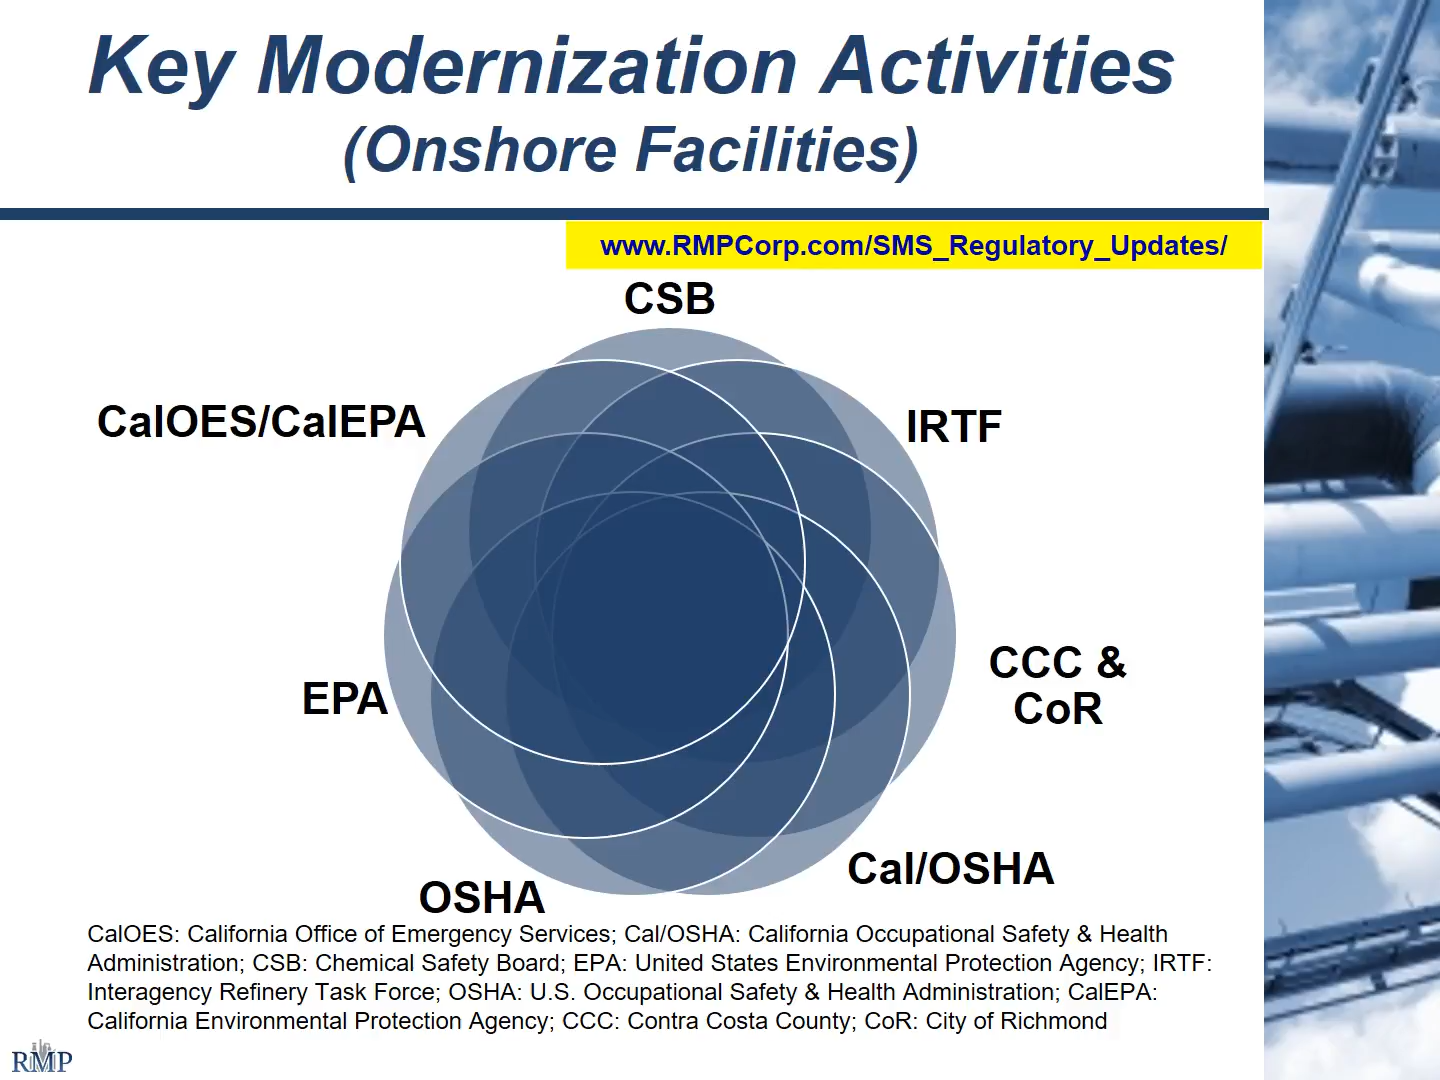 Key Modernization Activities
(Onshore Facilities)
www.RMPCorp.com/SMS_Regulatory_Updates/
CSB
CalOES/CalEPA
IRTF
CCC &
CoR
EPA
Cal/OSHA
OSHA
CalOES: California Office of Emergency Services; Cal/OSHA: California Occupational Safety & Health
Administration; CSB: Chemical Safety Board; EPA: United States Environmental Protection Agency; IRTF:
Interagency Refinery Task Force; OSHA: U.S. Occupational Safety & Health Administration; CalEPA:
California Environmental Protection Agency; CCC: Contra Costa County; CoR: City of Richmond
RMP